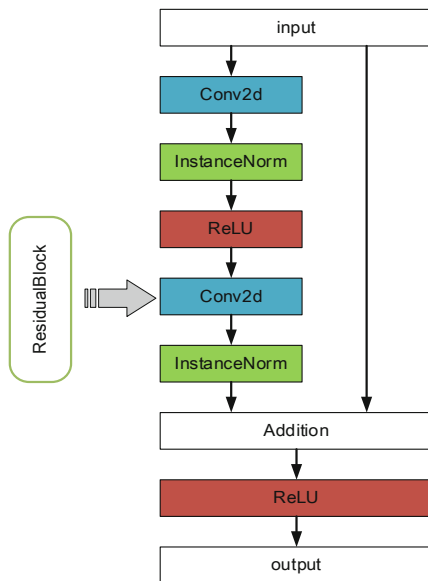 input
Conv2d
InstanceNorm
ReLU
ResidualBlock
Conv2d
InstanceNorm
Addition
ReLU
output